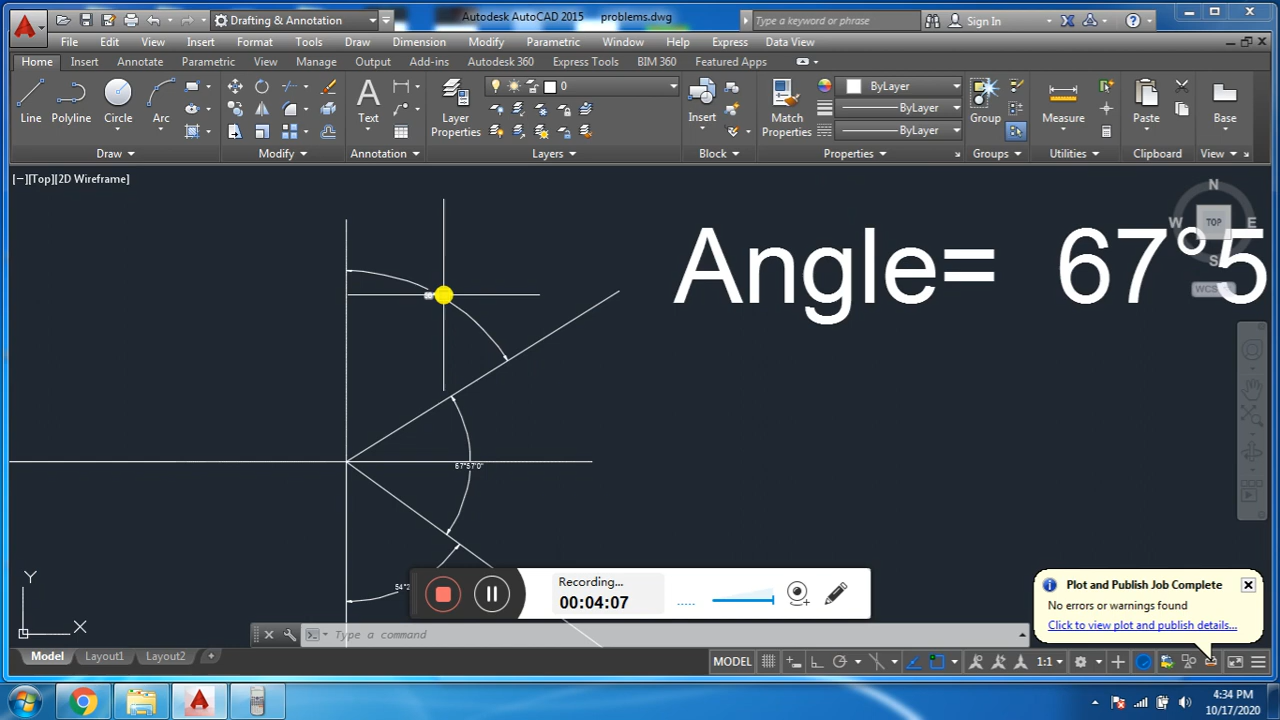 Drafting & Annotation
Autodesk AutoCAD 2015 problems.dwg
Type a keyword or phrase
Sign In
File Edit View Insert Format Tools Draw Dimension Modify Parametric Window Help Express Data View
Home Insert Annotate Parametric View Manage Output Add-ins Autodesk 360 Express Tools BIM 360 Featured Apps
0
ByLayer
ByLayer
ByLayer
Line Polyline Circle Arc
Text
Layer Properties
Insert
Match Properties
Group
Measure
Paste
Base
Draw Modify Annotation Layers Block Properties Groups Utilities Clipboard View
[−][Top][2D Wireframe]
N
W TOP E
S
WCS
Angle= 67°5
67°57'0"
54°2
Y
X
Recording...
00:04:07
Plot and Publish Job Complete
No errors or warnings found
Click to view plot and publish details...
Type a command
Model Layout1 Layout2 +
MODEL
1:1
4:34 PM
10/17/2020